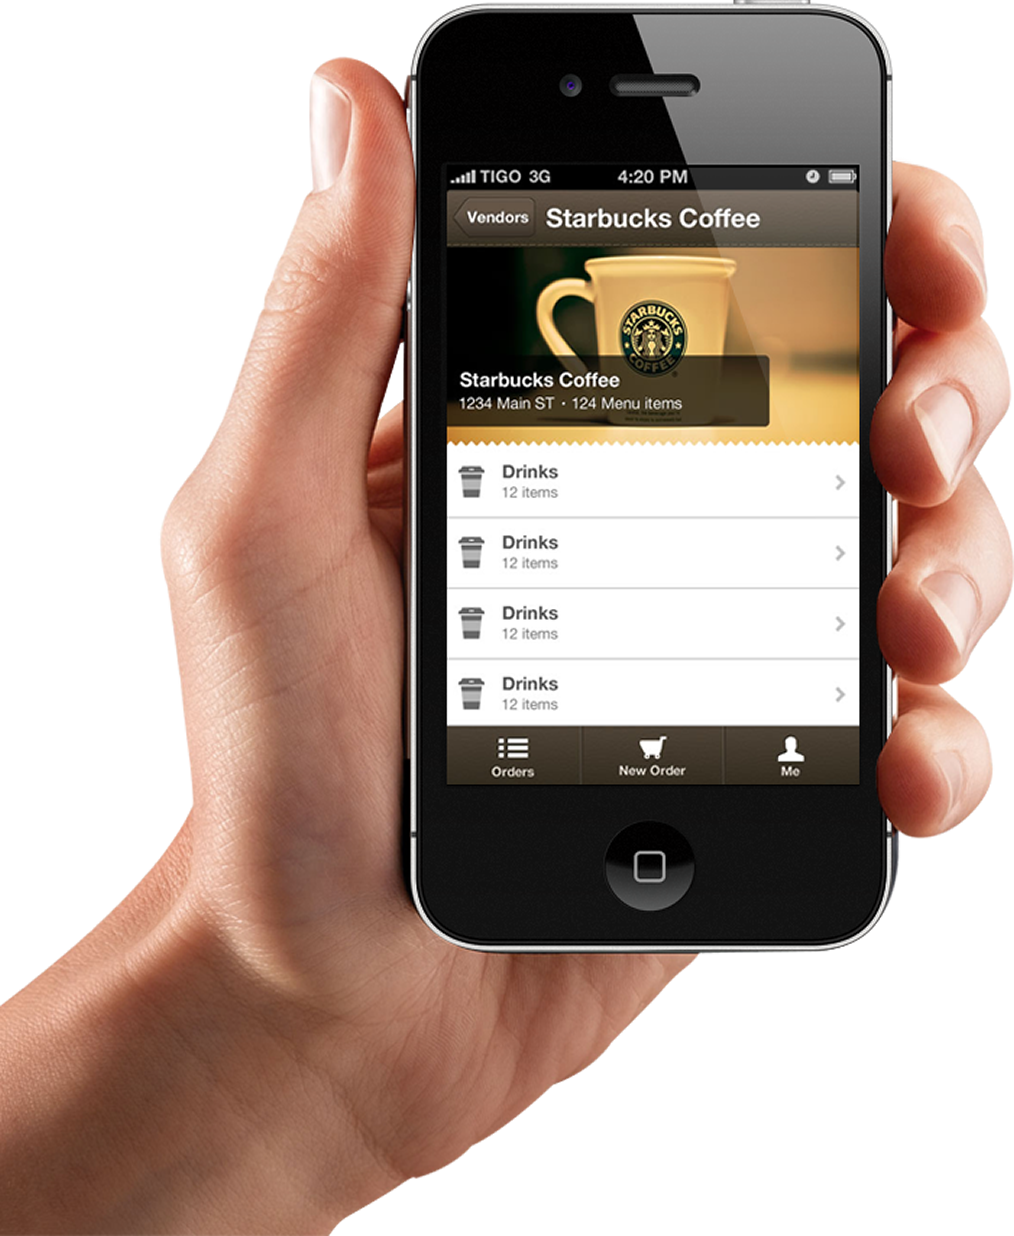 TIGO 3G 4:20 PM
Vendors Starbucks Coffee
STARBUCKS
COFFEE
Starbucks Coffee
1234 Main ST · 124 Menu items
Drinks
12 items
Drinks
12 items
Drinks
12 items
Drinks
12 items
Orders New Order Me